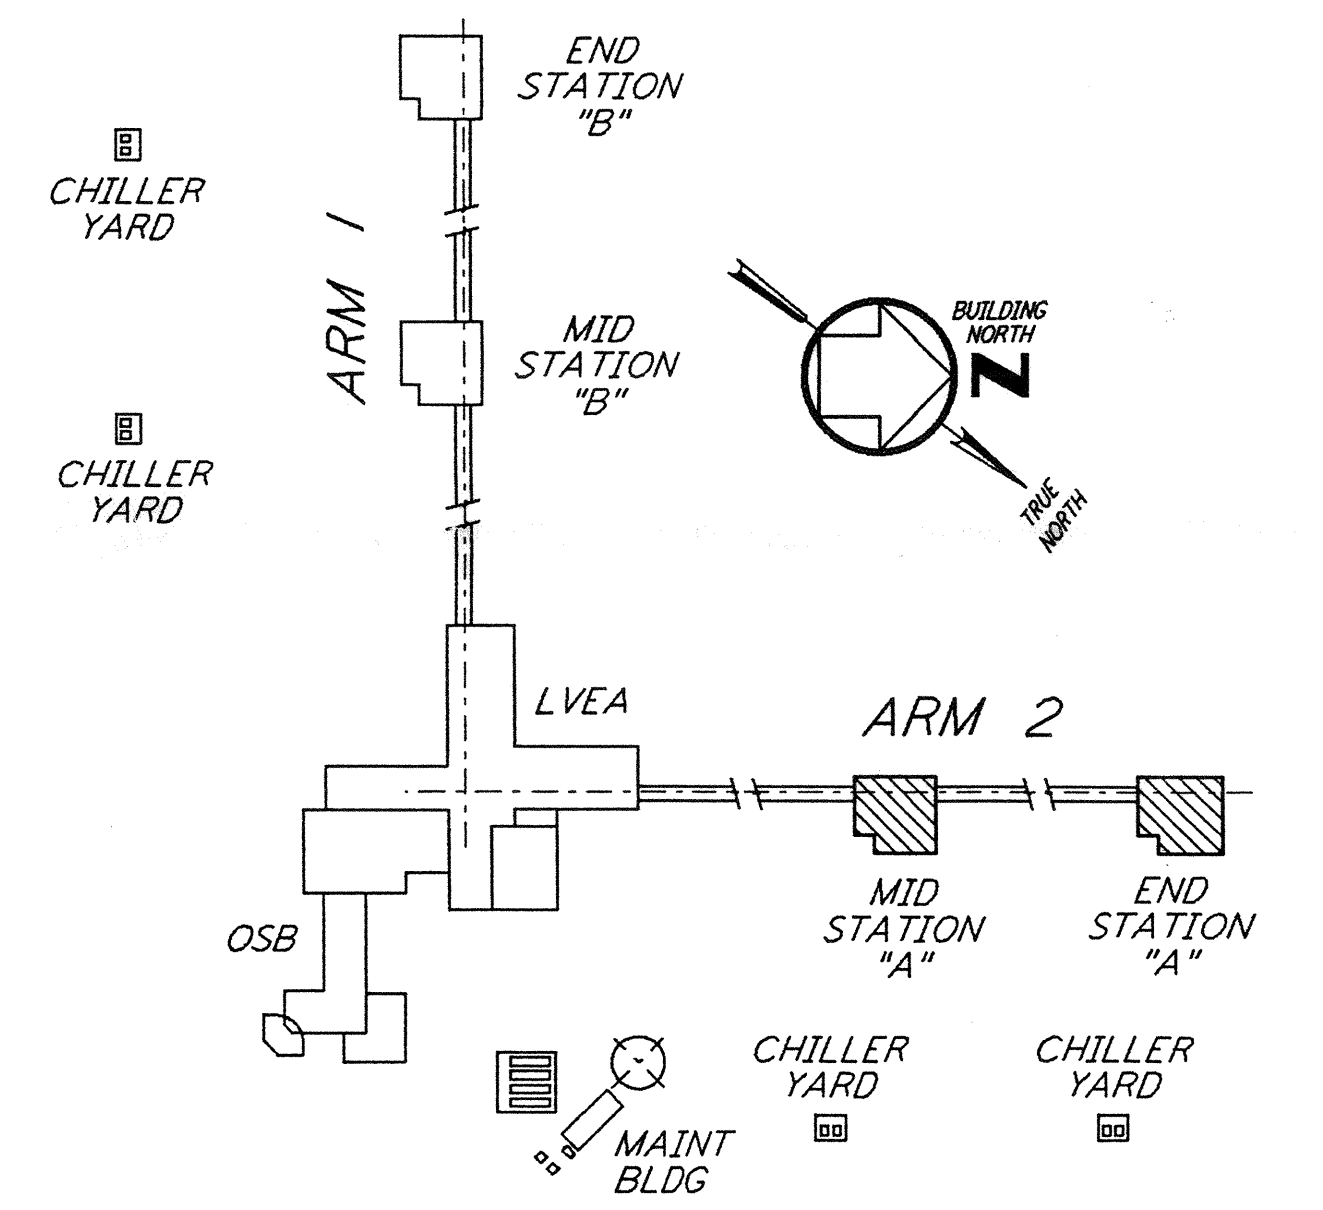 END
STATION
"B"
CHILLER
YARD
ARM 1
MID
STATION
"B"
BUILDING
NORTH
N
TRUE
NORTH
CHILLER
YARD
LVEA
ARM 2
MID
STATION
"A"
END
STATION
"A"
OSB
CHILLER
YARD
CHILLER
YARD
MAINT
BLDG